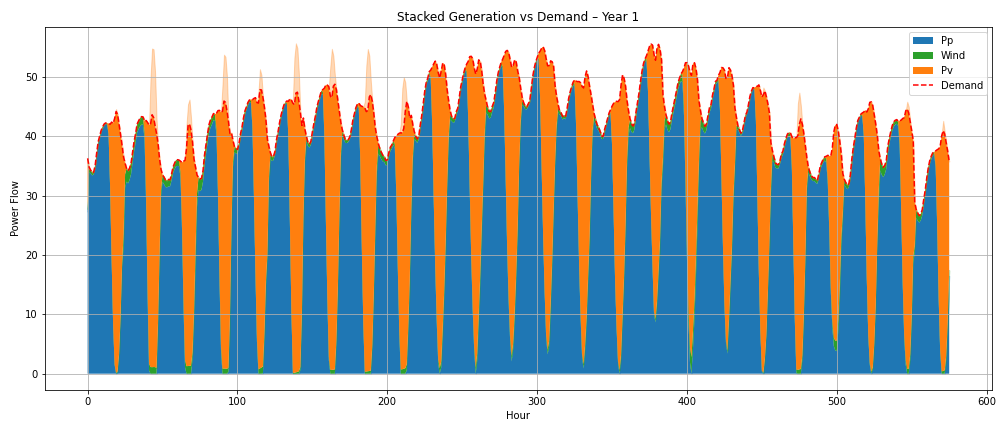 Stacked Generation vs Demand – Year 1
Pp
Wind
Pv
Demand
Power Flow
50
40
30
20
10
0
0 100 200 300 400 500 600
Hour